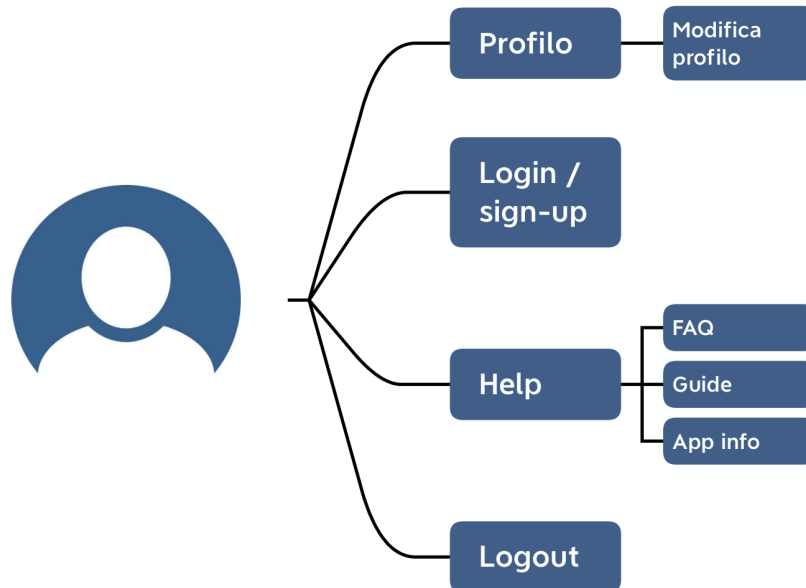 Profilo
Modifica
profilo
Login /
sign-up
Help
FAQ
Guide
App info
Logout